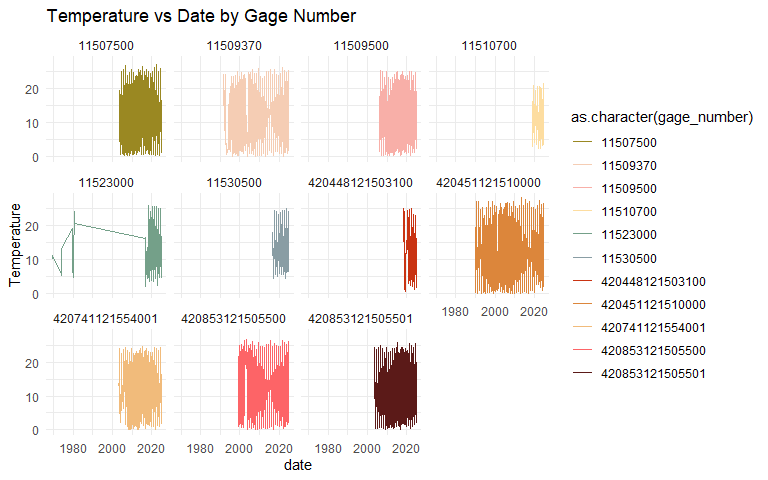 Temperature vs Date by Gage Number
11507500 11509370 11509500 11510700
20
10
0
11523000 11530500 420448121503100 420451121510000
20
10
0
1980 2000 2020
420741121554001 420853121505500 420853121505501
20
10
0
1980 2000 2020 1980 2000 2020 1980 2000 2020
date
Temperature
as.character(gage_number)
11507500
11509370
11509500
11510700
11523000
11530500
420448121503100
420451121510000
420741121554001
420853121505500
420853121505501